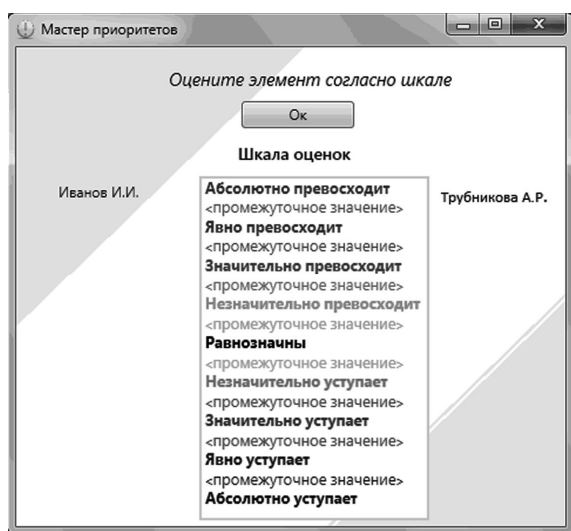 Мастер приоритетов
Оцените элемент согласно шкале
Ок
Шкала оценок
Иванов И.И.
Абсолютно превосходит
<промежуточное значение>
Явно превосходит
<промежуточное значение>
Значительно превосходит
<промежуточное значение>
Незначительно превосходит
<промежуточное значение>
Равнозначны
<промежуточное значение>
Незначительно уступает
<промежуточное значение>
Значительно уступает
<промежуточное значение>
Явно уступает
<промежуточное значение>
Абсолютно уступает
Трубникова А.Р.